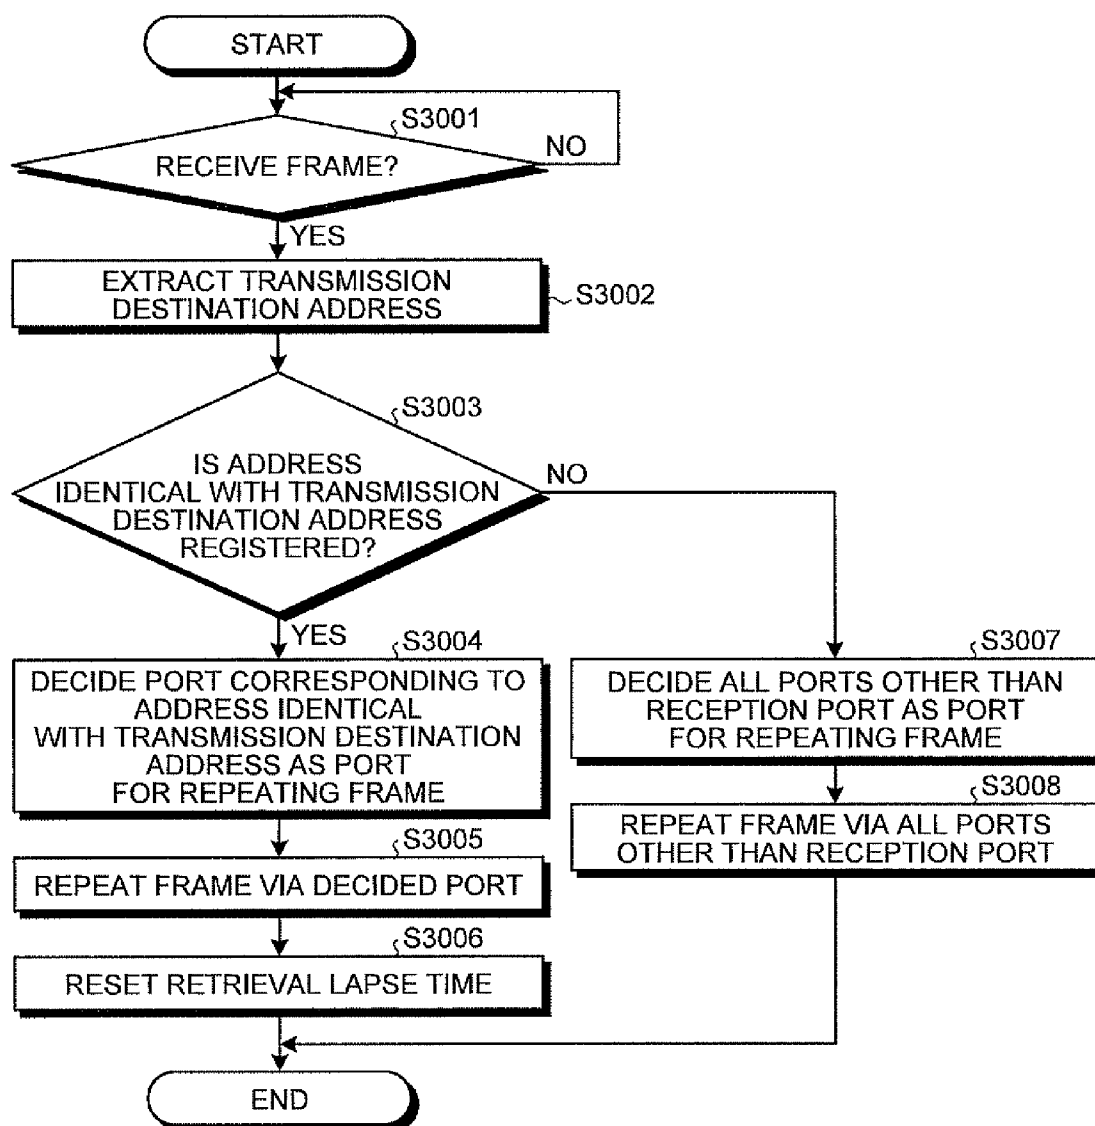 START
S3001
RECEIVE FRAME?
NO
YES
EXTRACT TRANSMISSION
DESTINATION ADDRESS
S3002
S3003
IS ADDRESS
IDENTICAL WITH TRANSMISSION
DESTINATION ADDRESS
REGISTERED?
NO
YES
S3004
DECIDE PORT CORRESPONDING TO
ADDRESS IDENTICAL
WITH TRANSMISSION DESTINATION
ADDRESS AS PORT
FOR REPEATING FRAME
S3005
REPEAT FRAME VIA DECIDED PORT
S3006
RESET RETRIEVAL LAPSE TIME
S3007
DECIDE ALL PORTS OTHER THAN
RECEPTION PORT AS PORT
FOR REPEATING FRAME
S3008
REPEAT FRAME VIA ALL PORTS
OTHER THAN RECEPTION PORT
END